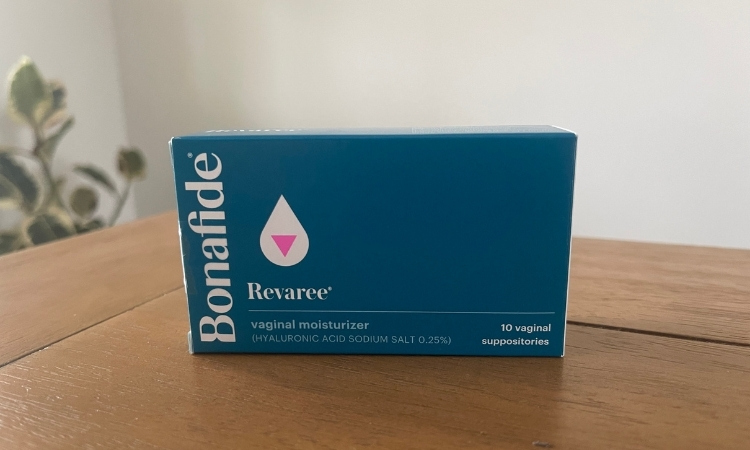 Bonafide®
Revaree®
vaginal moisturizer
(HYALURONIC ACID SODIUM SALT 0.25%)
10 vaginal
suppositories